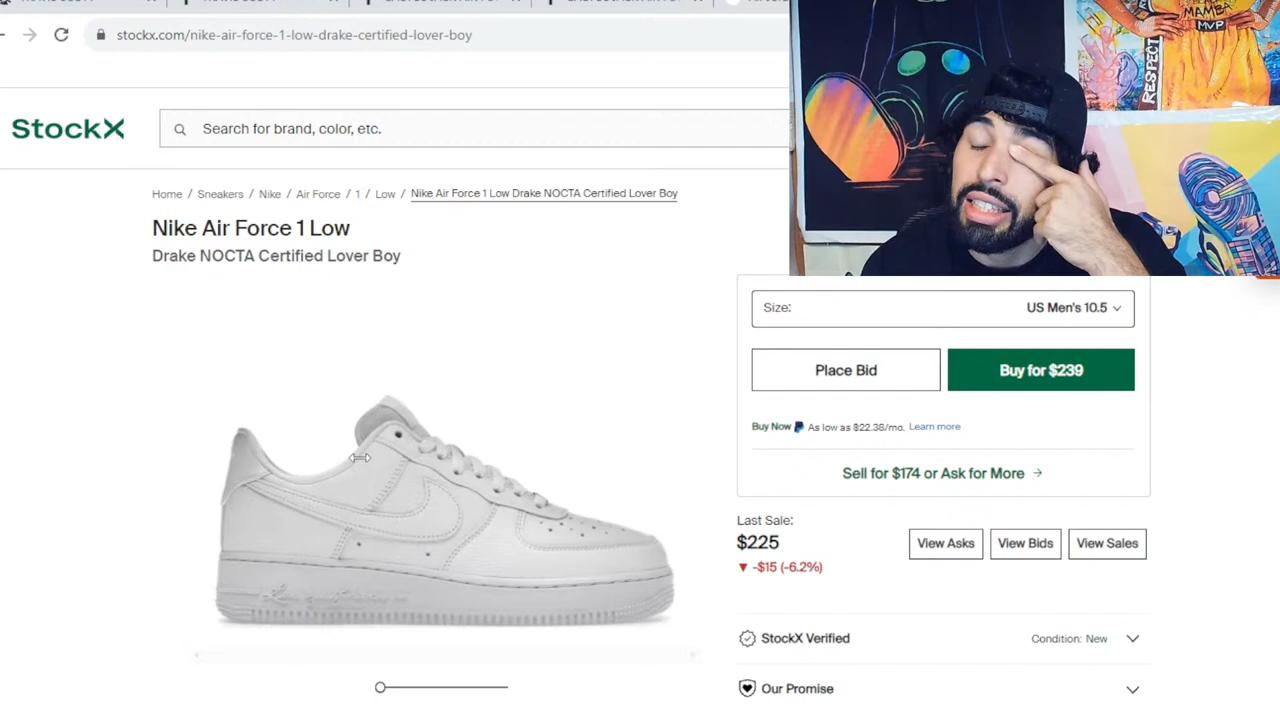 stockx.com/nike-air-force-1-low-drake-certified-lover-boy
StockX
Search for brand, color, etc.
Home / Sneakers / Nike / Air Force / 1 / Low / Nike Air Force 1 Low Drake NOCTA Certified Lover Boy
Nike Air Force 1 Low
Drake NOCTA Certified Lover Boy
MAMBA
MVP
RESPECT
Size: US Men's 10.5
Place Bid
Buy for $239
Buy Now As low as $22.38/mo. Learn more
Sell for $174 or Ask for More →
Last Sale:
$225
▼ -$15 (-6.2%)
View Asks
View Bids
View Sales
StockX Verified
Condition: New
Our Promise